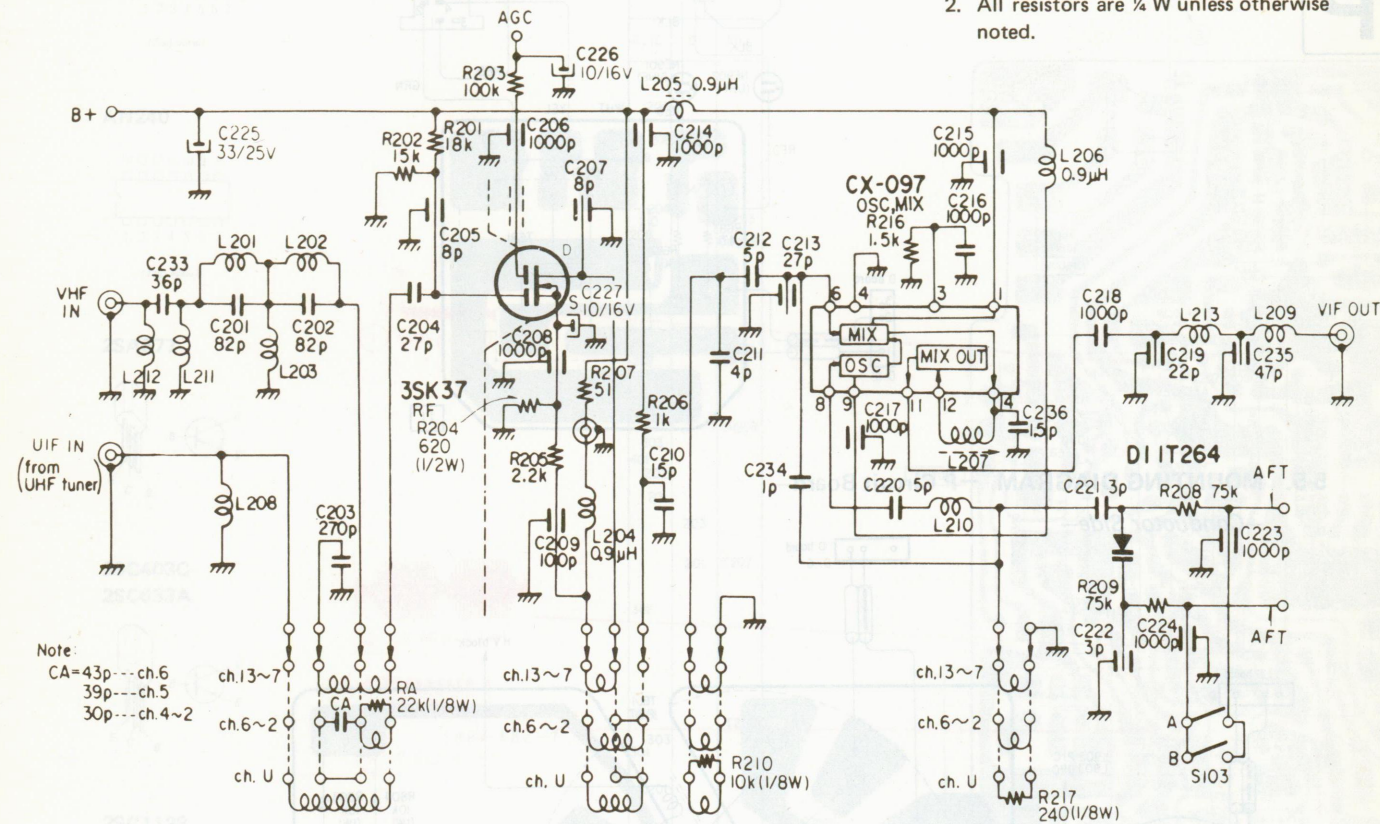 2. All resistors are ¼ W unless otherwise
noted.
AGC
C226
10/16V
R203
100k
B+
C225
33/25V
R202
15k
R201
18k
C206
1000p
L205 0.9µH
C214
1000p
C207
8p
C205
8p
C215
1000p
L206
0.9µH
CX-097
OSC,MIX
R216
1.5k
C216
1000p
VHF
IN
C233
36p
L201
L202
C201
82p
C202
82p
L212
L211
L203
C204
27p
D
S
C227
10/16V
C208
1000p
3SK37
RF
R204
620
(1/2W)
R207
51
R206
1k
R205
2.2k
C210
15p
C209
1000p
L204
0.9µH
C212
5p
C213
27p
C211
4p
C234
1p
6
4
3
1
MIX
OSC
MIX OUT
8
9
11
12
14
C217
1000p
C236
1.5p
L207
C220 5p
L210
C218
1000p
L213
L209
VIF OUT
C219
22p
C235
47p
UIF IN
(from
UHF tuner)
L208
C203
270p
D1 1T264
C221 3p
R208 75k
AFT
C223
1000p
R209
75k
C222
3p
C224
1000p
AFT
A
B
S103
Note:
CA=43p---ch.6
39p---ch.5
30p---ch.4~2
ch.13~7
ch.6~2
ch. U
CA
RA
22k(1/8W)
ch.13~7
ch.6~2
ch. U
R210
10k(1/8W)
ch.13~7
ch.6~2
ch. U
R217
240(1/8W)